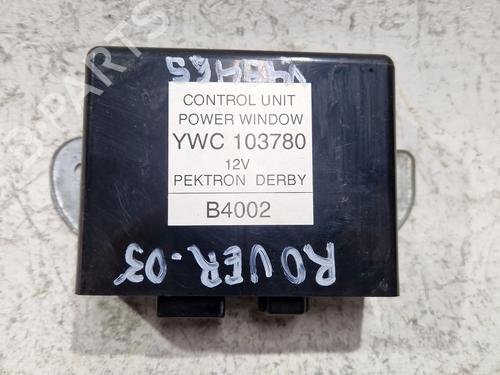 CONTROL UNIT
POWER WINDOW
YWC 103780
12V
PEKTRON DERBY
B4002
ROVER-03